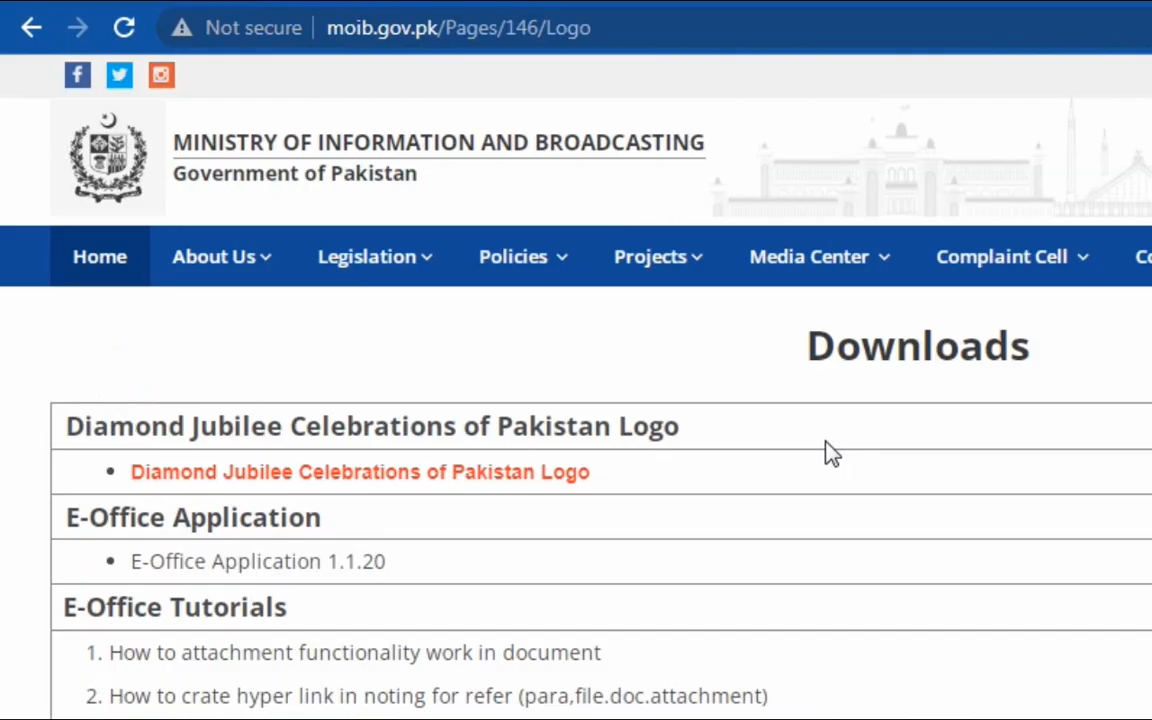 Not secure moib.gov.pk/Pages/146/Logo
MINISTRY OF INFORMATION AND BROADCASTING
Government of Pakistan
Home About Us Legislation Policies Projects Media Center Complaint Cell
Downloads
Diamond Jubilee Celebrations of Pakistan Logo
• Diamond Jubilee Celebrations of Pakistan Logo
E-Office Application
• E-Office Application 1.1.20
E-Office Tutorials
1. How to attachment functionality work in document
2. How to crate hyper link in noting for refer (para,file.doc.attachment)